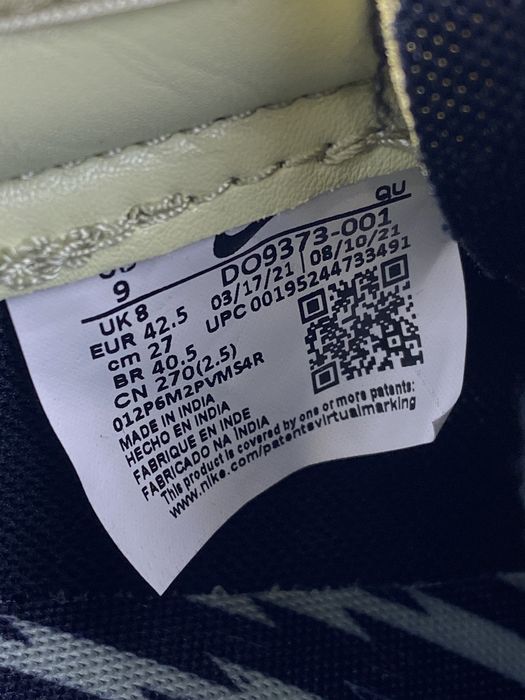 QU
9
DO9373-001
UK 8
03/17/21 08/10/21
EUR 42.5
UPC 00195244733491
cm 27
BR 40.5
CN 270(2.5)
012P6M2PVMS4R
MADE IN INDIA
HECHO EN INDIA
FABRIQUE EN INDE
FABRICADO NA INDIA
This product is covered by one or more patents:
www.nike.com/patentsvirtualmarking